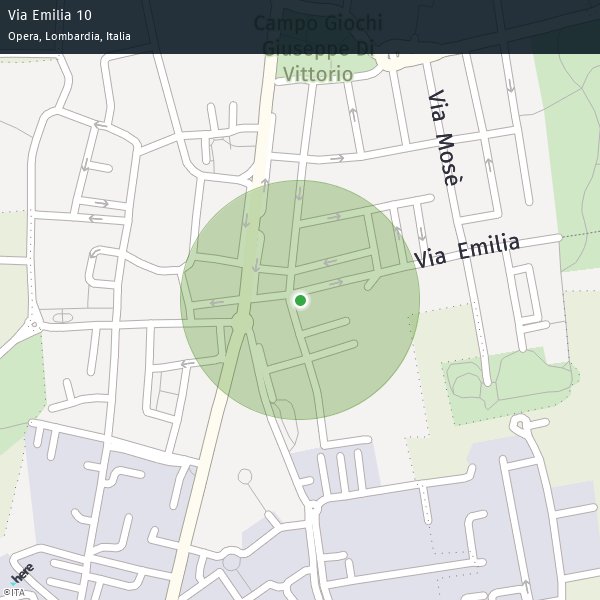 Via Emilia 10
Opera, Lombardia, Italia
Campo Giochi
Giuseppe Di
Vittorio
Via Mosè
Via Emilia
here
©ITA